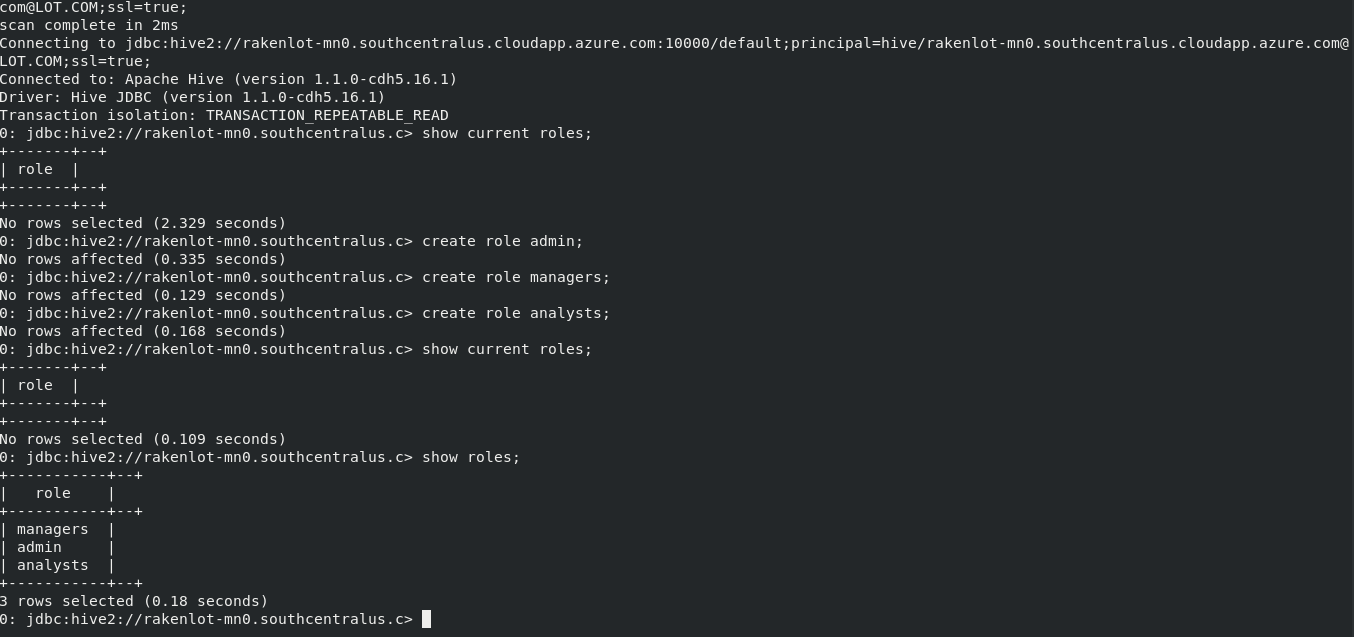 com@LOT.COM;ssl=true;
scan complete in 2ms
Connecting to jdbc:hive2://rakenlot-mn0.southcentralus.cloudapp.azure.com:10000/default;principal=hive/rakenlot-mn0.southcentralus.cloudapp.azure.com@
LOT.COM;ssl=true;
Connected to: Apache Hive (version 1.1.0-cdh5.16.1)
Driver: Hive JDBC (version 1.1.0-cdh5.16.1)
Transaction isolation: TRANSACTION_REPEATABLE_READ
0: jdbc:hive2://rakenlot-mn0.southcentralus.c> show current roles;
+-------+--+
| role  |
+-------+--+
+-------+--+
No rows selected (2.329 seconds)
0: jdbc:hive2://rakenlot-mn0.southcentralus.c> create role admin;
No rows affected (0.335 seconds)
0: jdbc:hive2://rakenlot-mn0.southcentralus.c> create role managers;
No rows affected (0.129 seconds)
0: jdbc:hive2://rakenlot-mn0.southcentralus.c> create role analysts;
No rows affected (0.168 seconds)
0: jdbc:hive2://rakenlot-mn0.southcentralus.c> show current roles;
+-------+--+
| role  |
+-------+--+
+-------+--+
No rows selected (0.109 seconds)
0: jdbc:hive2://rakenlot-mn0.southcentralus.c> show roles;
+-----------+--+
|   role    |
+-----------+--+
| managers  |
| admin     |
| analysts  |
+-----------+--+
3 rows selected (0.18 seconds)
0: jdbc:hive2://rakenlot-mn0.southcentralus.c>